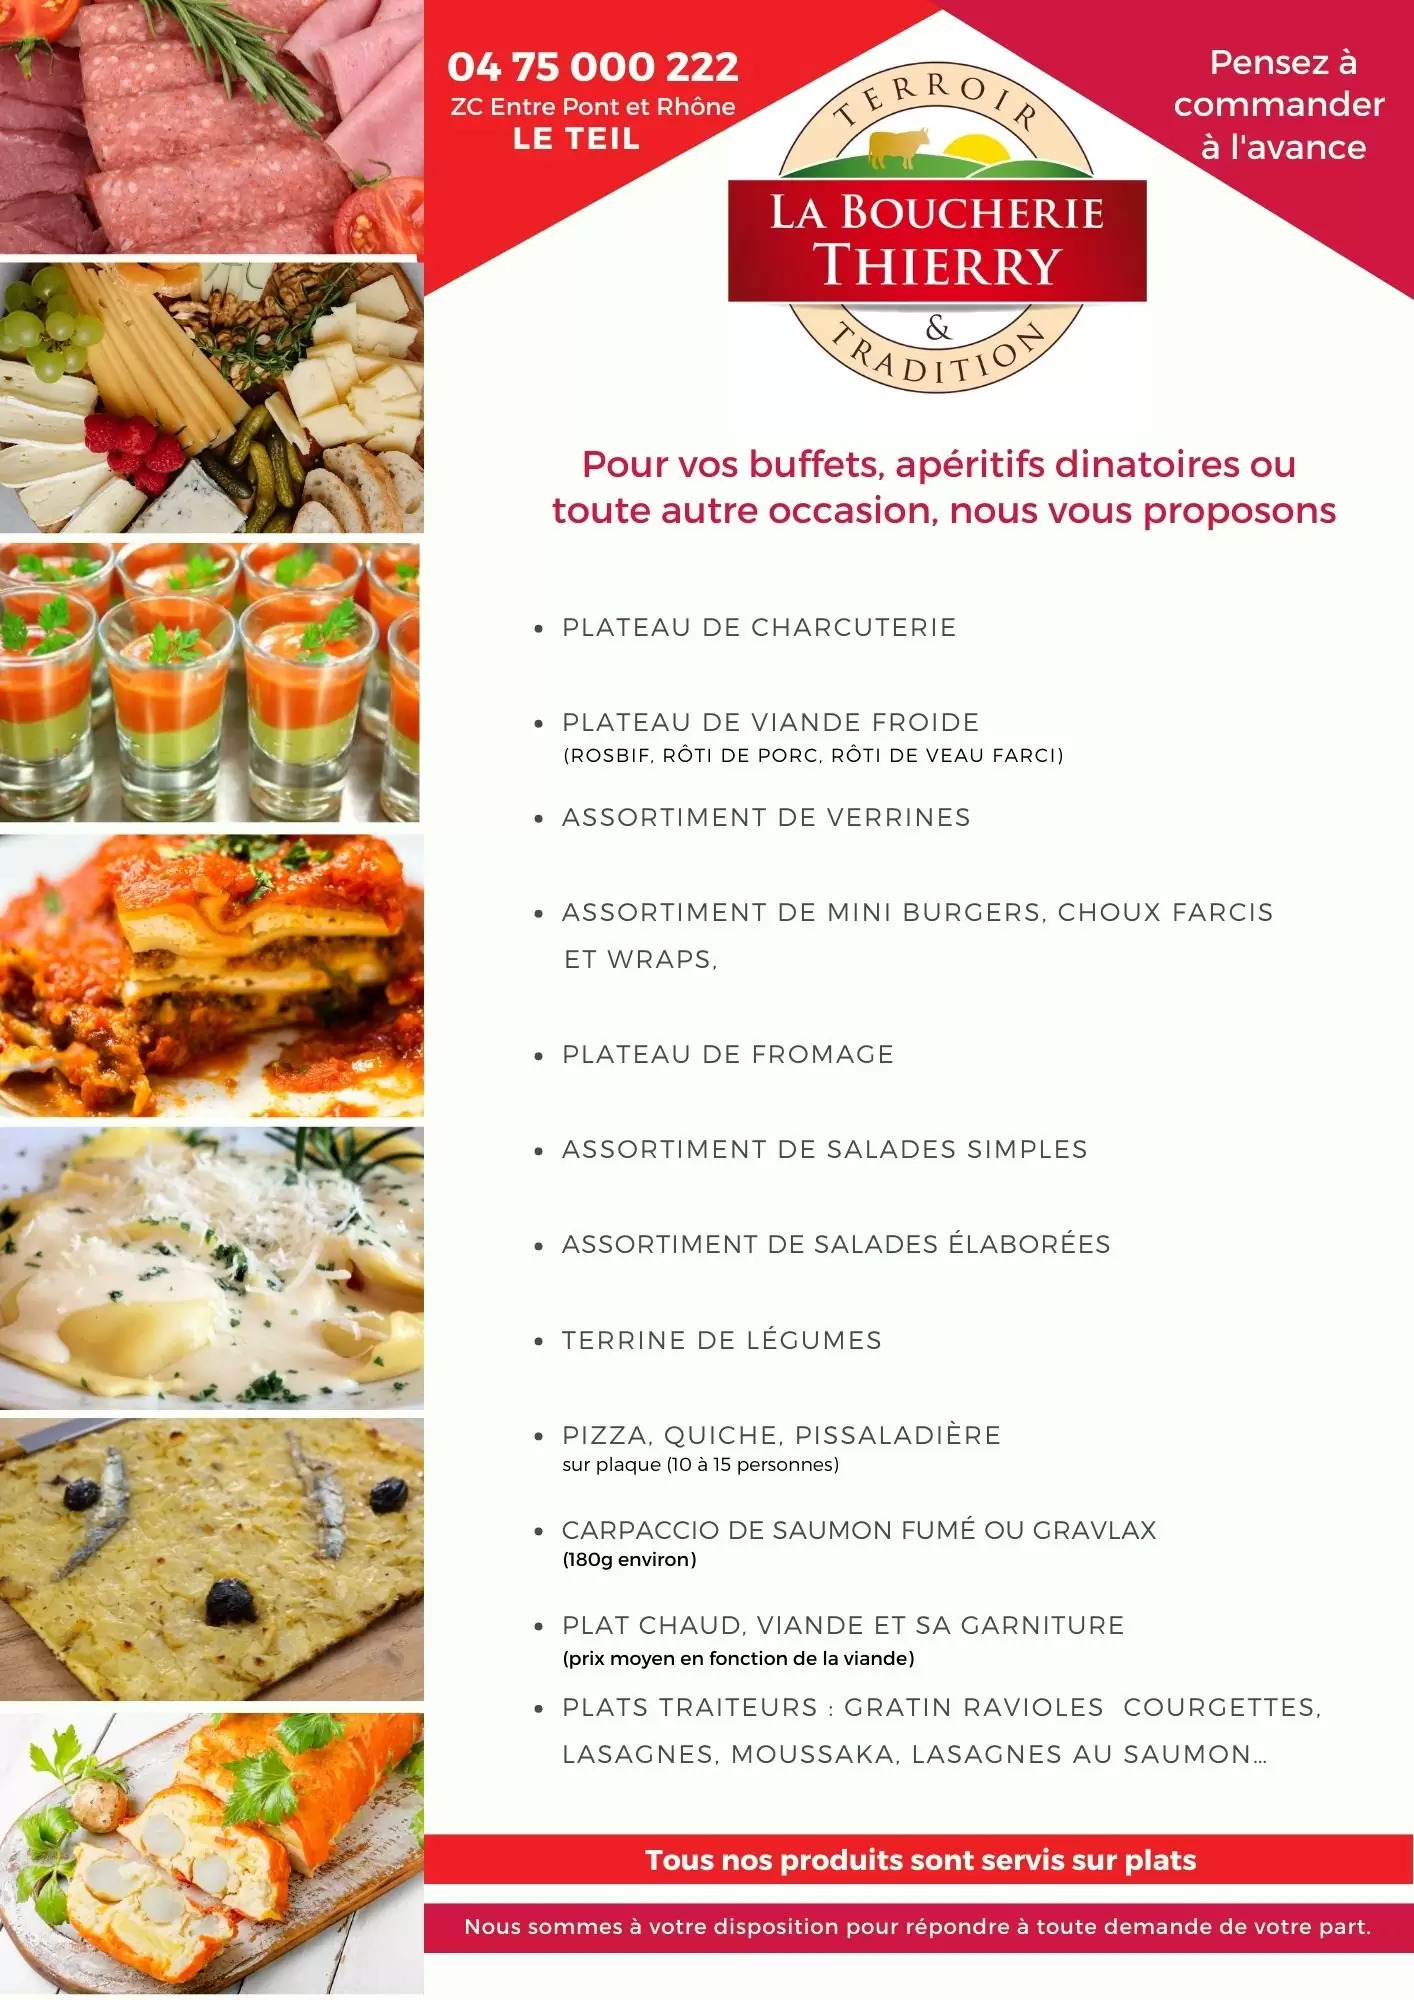 04 75 000 222
ZC Entre Pont et Rhône
LE TEIL
Pensez à
commander
à l'avance
TERROIR
LA BOUCHERIE
THIERRY
&
TRADITION
Pour vos buffets, apéritifs dinatoires ou
toute autre occasion, nous vous proposons
• PLATEAU DE CHARCUTERIE
• PLATEAU DE VIANDE FROIDE
(ROSBIF, RÔTI DE PORC, RÔTI DE VEAU FARCI)
• ASSORTIMENT DE VERRINES
• ASSORTIMENT DE MINI BURGERS, CHOUX FARCIS
ET WRAPS,
• PLATEAU DE FROMAGE
• ASSORTIMENT DE SALADES SIMPLES
• ASSORTIMENT DE SALADES ÉLABORÉES
• TERRINE DE LÉGUMES
• PIZZA, QUICHE, PISSALADIÈRE
sur plaque (10 à 15 personnes)
• CARPACCIO DE SAUMON FUMÉ OU GRAVLAX
(180g environ)
• PLAT CHAUD, VIANDE ET SA GARNITURE
(prix moyen en fonction de la viande)
• PLATS TRAITEURS : GRATIN RAVIOLES COURGETTES,
LASAGNES, MOUSSAKA, LASAGNES AU SAUMON...
Tous nos produits sont servis sur plats
Nous sommes à votre disposition pour répondre à toute demande de votre part.